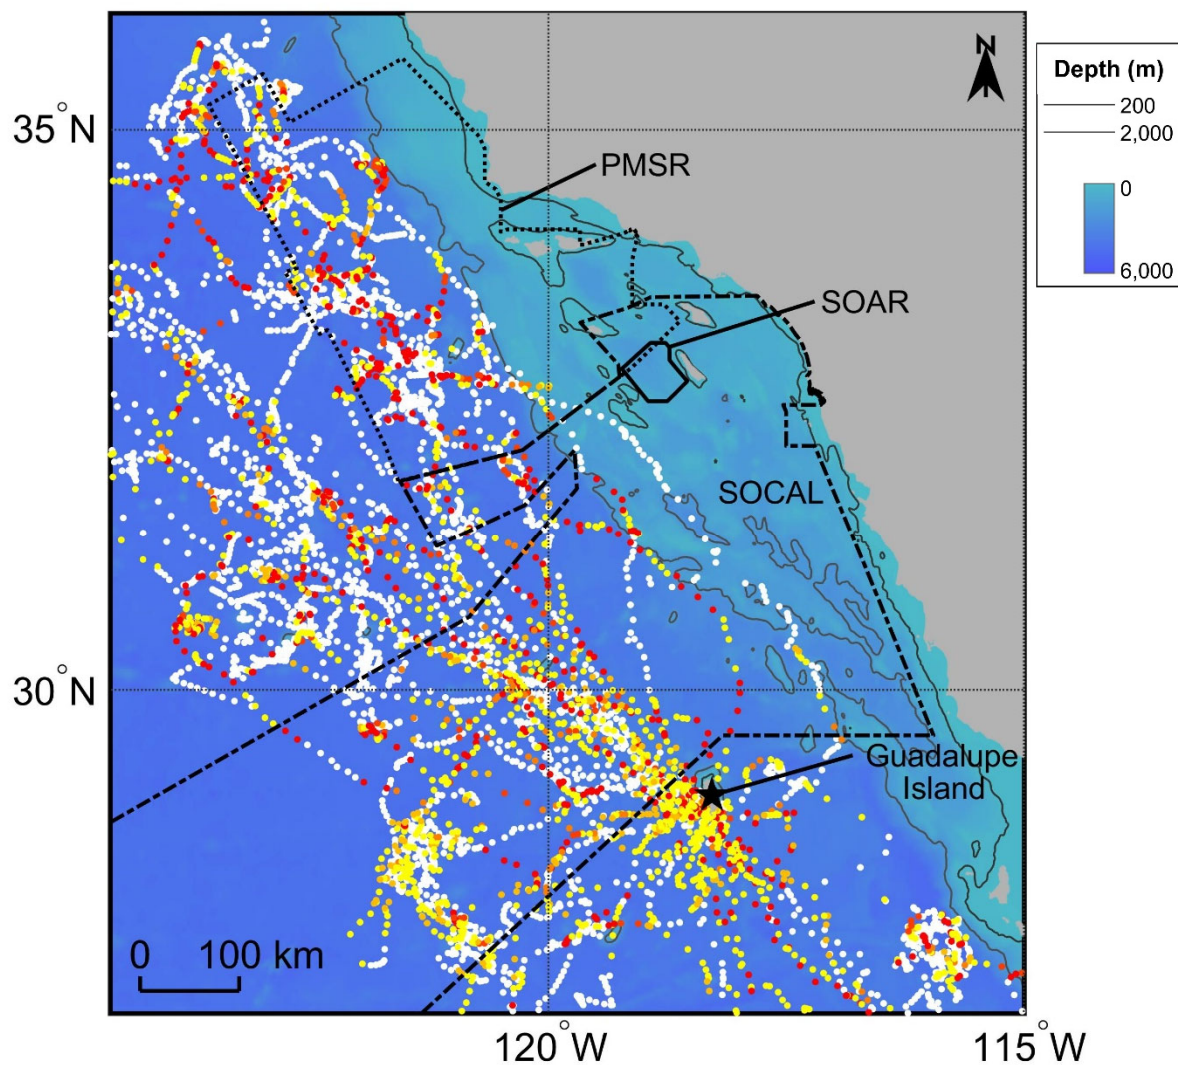 N
Depth (m)
200
2,000
0
6,000
35°N
PMSR
SOAR
SOCAL
30°N
Guadalupe
Island
0 100 km
120°W
115°W